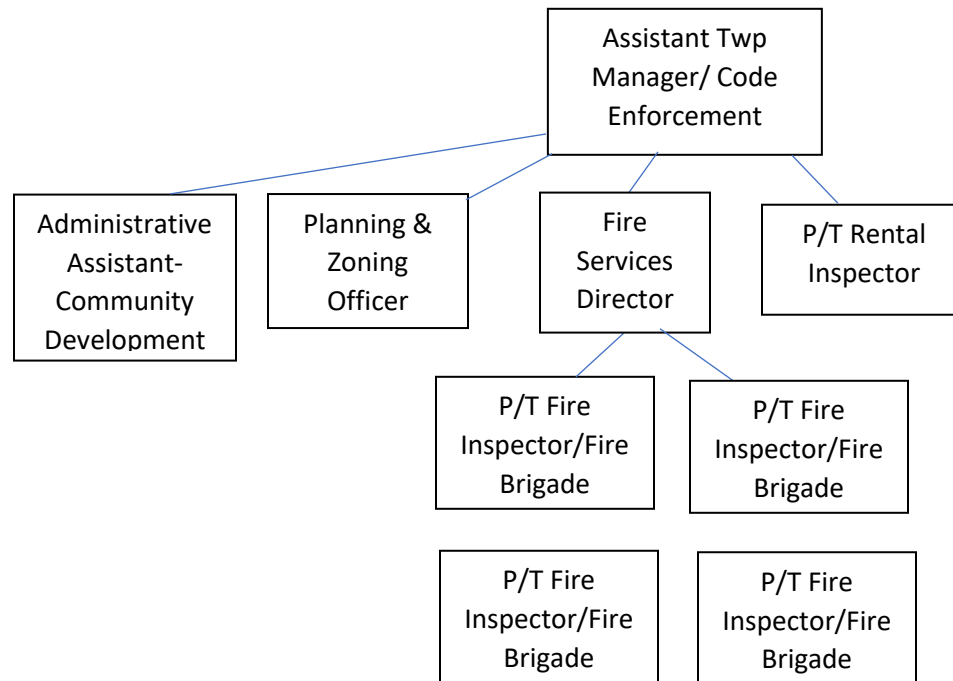 Assistant Twp
Manager/ Code
Enforcement
Administrative
Assistant-
Community
Development
Planning &
Zoning
Officer
Fire
Services
Director
P/T Rental
Inspector
P/T Fire
Inspector/Fire
Brigade
P/T Fire
Inspector/Fire
Brigade
P/T Fire
Inspector/Fire
Brigade
P/T Fire
Inspector/Fire
Brigade